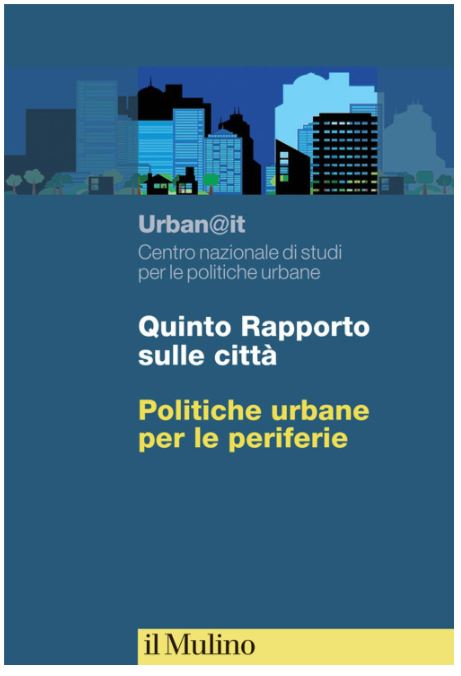 Urban@it
Centro nazionale di studi
per le politiche urbane
Quinto Rapporto
sulle città
Politiche urbane
per le periferie
il Mulino